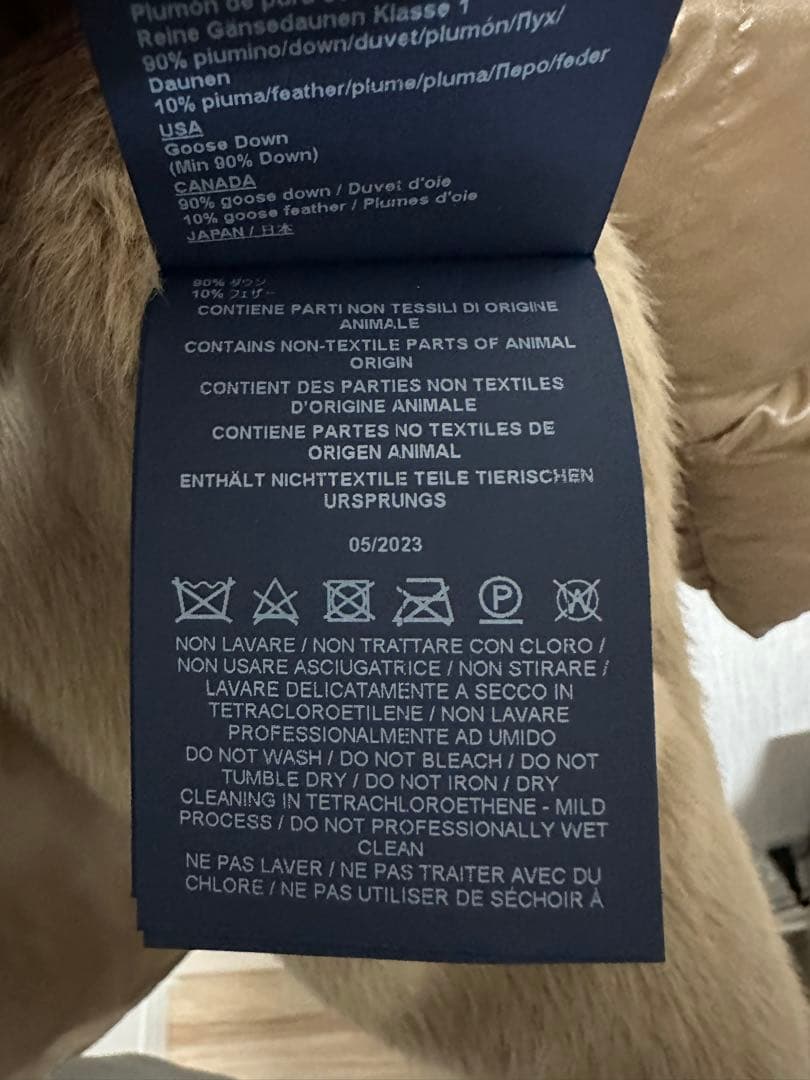 Plumón de
Reine Gänsedaunen Klasse 1
90% piumino/down/duvet/plumón/Пух/
Daunen
10% piuma/feather/plume/pluma/Перо/feder
USA
Goose Down
(Min 90% Down)
CANADA
90% goose down / Duvet d'oie
10% goose feather / Plumes d'oie
JAPAN / 日本
90% ダウン
10% フェザー
CONTIENE PARTI NON TESSILI DI ORIGINE
ANIMALE
CONTAINS NON-TEXTILE PARTS OF ANIMAL
ORIGIN
CONTIENT DES PARTIES NON TEXTILES
D'ORIGINE ANIMALE
CONTIENE PARTES NO TEXTILES DE
ORIGEN ANIMAL
ENTHÄLT NICHTTEXTILE TEILE TIERISCHEN
URSPRUNGS
05/2023
P W
NON LAVARE / NON TRATTARE CON CLORO /
NON USARE ASCIUGATRICE / NON STIRARE /
LAVARE DELICATAMENTE A SECCO IN
TETRACLOROETILENE / NON LAVARE
PROFESSIONALMENTE AD UMIDO
DO NOT WASH / DO NOT BLEACH / DO NOT
TUMBLE DRY / DO NOT IRON / DRY
CLEANING IN TETRACHLOROETHENE - MILD
PROCESS / DO NOT PROFESSIONALLY WET
CLEAN
NE PAS LAVER / NE PAS TRAITER AVEC DU
CHLORE / NE PAS UTILISER DE SÉCHOIR À